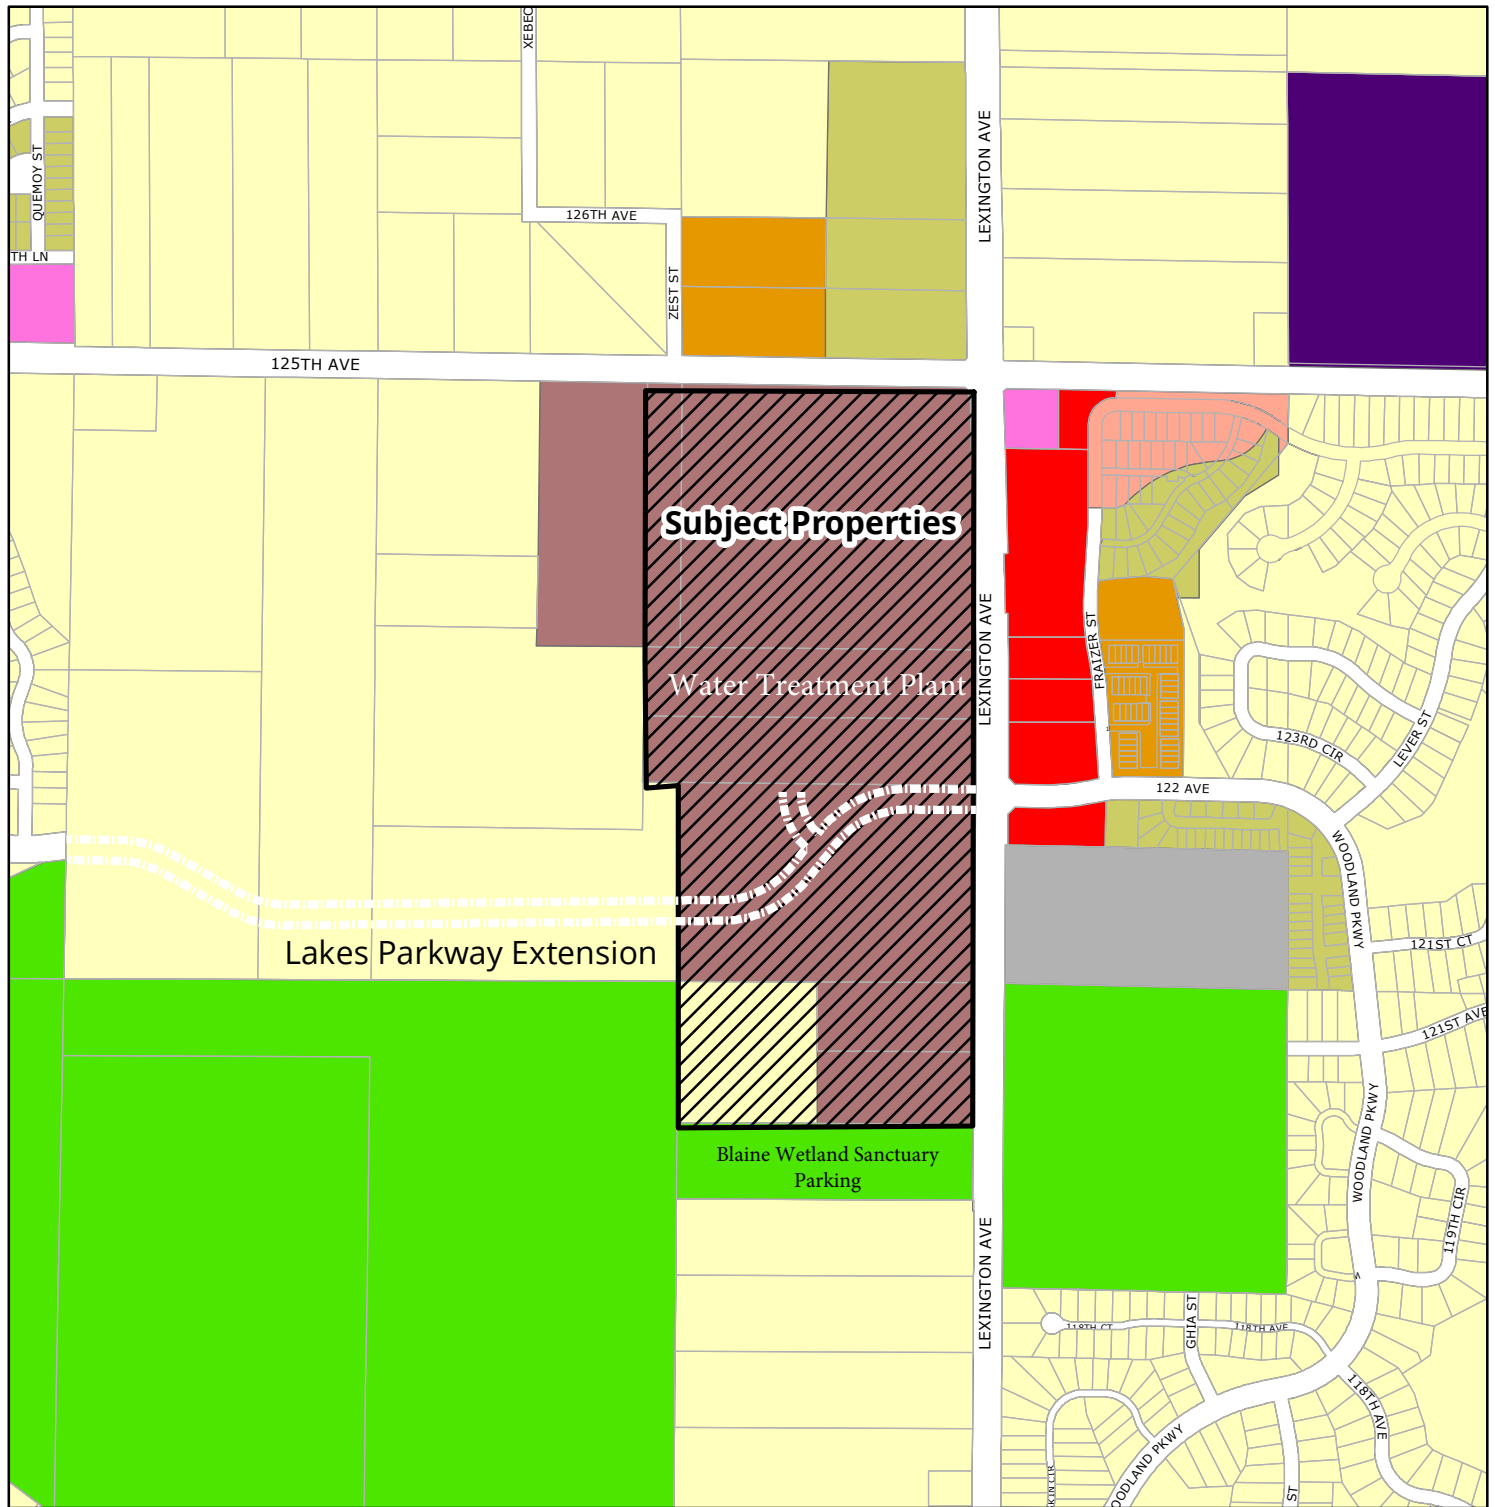 XEBEC
LEXINGTON AVE
QUEMOY ST
126TH AVE
TH LN
ZEST ST
125TH AVE
Subject Properties
LEXINGTON AVE
FRAIZER ST
Water Treatment Plant
123RD CIR
LEVER ST
122 AVE
WOODLAND PKWY
Lakes Parkway Extension
121ST CT
121ST AVE
WOODLAND PKWY
Blaine Wetland Sanctuary
Parking
119TH CIR
LEXINGTON AVE
GHIA ST
118TH CT
118TH AVE
118TH AVE
OODLAND PKWY
KIN CIR
ST